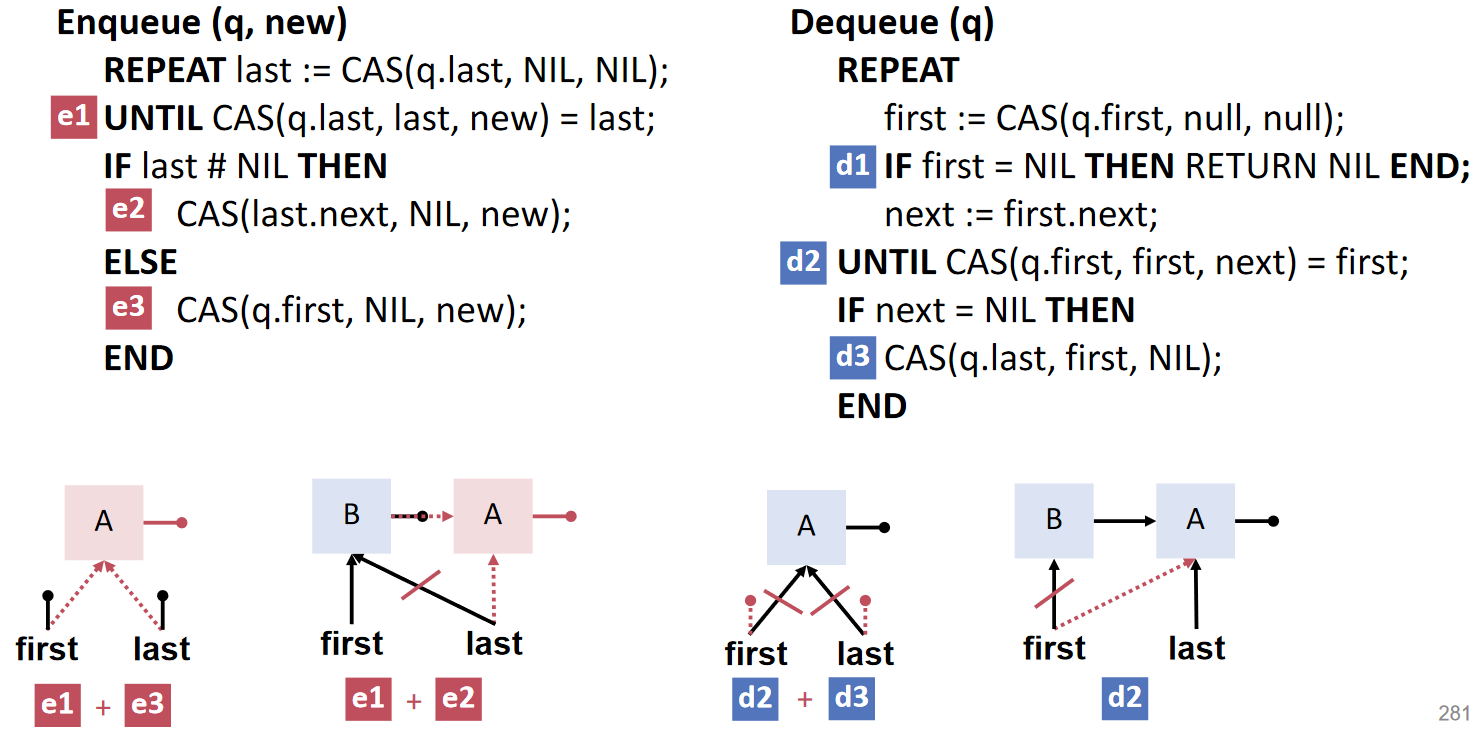 Enqueue (q, new)
REPEAT last := CAS(q.last, NIL, NIL);
e1 UNTIL CAS(q.last, last, new) = last;
IF last # NIL THEN
e2 CAS(last.next, NIL, new);
ELSE
e3 CAS(q.first, NIL, new);
END
Dequeue (q)
REPEAT
first := CAS(q.first, null, null);
d1 IF first = NIL THEN RETURN NIL END;
next := first.next;
d2 UNTIL CAS(q.first, first, next) = first;
IF next = NIL THEN
d3 CAS(q.last, first, NIL);
END
A
first last
e1 + e3
B A
first last
e1 + e2
A
first last
d2 + d3
B A
first last
d2
281